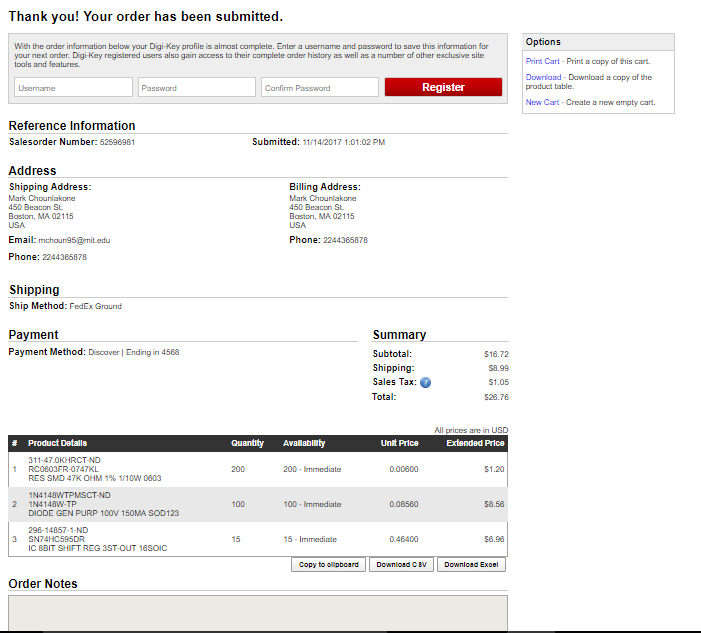 Thank you! Your order has been submitted.
With the order information below your Digi-Key profile is almost complete. Enter a username and password to save this information for
your next order. Digi-Key registered users also gain access to their complete order history as well as a number of other exclusive site
tools and features.
Username Password Confirm Password Register
Options
Print Cart - Print a copy of this cart.
Download - Download a copy of the
product table.
New Cart - Create a new empty cart.
Reference Information
Salesorder Number: 52596981 Submitted: 11/14/2017 1:01:02 PM
Address
Shipping Address: Billing Address:
Mark Chounlakone Mark Chounlakone
450 Beacon St. 450 Beacon St.
Boston, MA 02115 Boston, MA 02115
USA USA
Email: mchoun95@mit.edu Phone: 2244365878
Phone: 2244365878
Shipping
Ship Method: FedEx Ground
Payment Summary
Payment Method: Discover | Ending in 4568 Subtotal: $16.72
Shipping: $8.99
Sales Tax: ? $1.05
Total: $26.76
All prices are in USD
# Product Details Quantity Availability Unit Price Extended Price
311-47.0KHRCT-ND
1 RC0603FR-0747KL 200 200 - Immediate 0.00600 $1.20
RES SMD 47K OHM 1% 1/10W 0603
1N4148WTPMSCT-ND
2 1N4148W-TP 100 100 - Immediate 0.08560 $8.56
DIODE GEN PURP 100V 150MA SOD123
296-14857-1-ND
3 SN74HC595DR 15 15 - Immediate 0.46400 $6.96
IC 8BIT SHIFT REG 3ST-OUT 16SOIC
Copy to clipboard Download CSV Download Excel
Order Notes